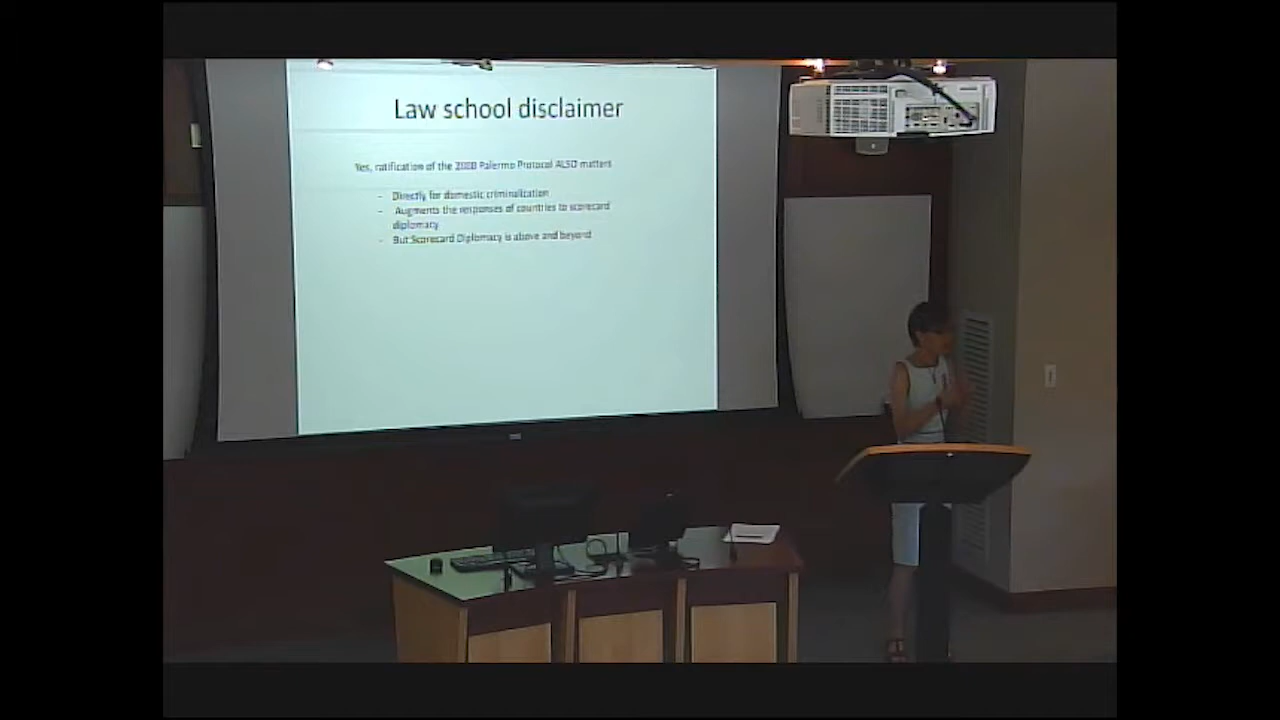 Law school disclaimer
Yes, ratification of the 2000 Palermo Protocol ALSO matters
- Directly for domestic criminalization
- Augments the responses of countries to scorecard
diplomacy
- But Scorecard Diplomacy is above and beyond